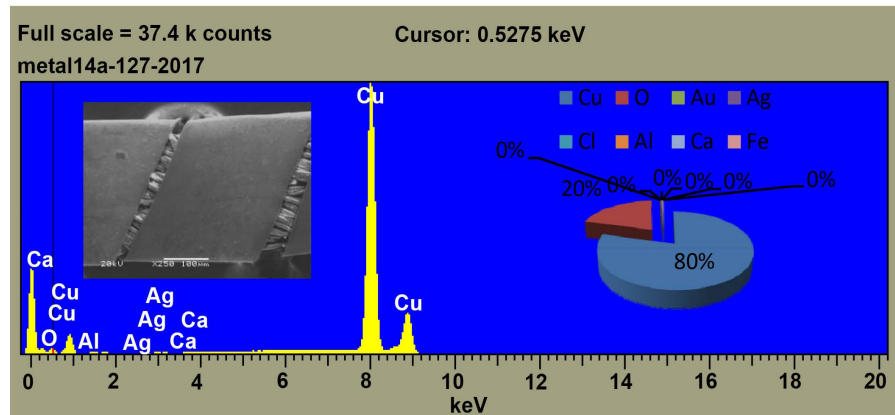 Full scale = 37.4 k counts
Cursor: 0.5275 keV
metal14a-127-2017
Cu
Cu O Au Ag
Cl Al Ca Fe
0%
0%
0%
0%
0%
0%
20%
80%
20kV X250 100µm
Ca
Cu
Cu
O
Al
Ag
Ag
Ag
Ca
Ca
Cu
0 2 4 6 8 10 12 14 16 18 20
keV